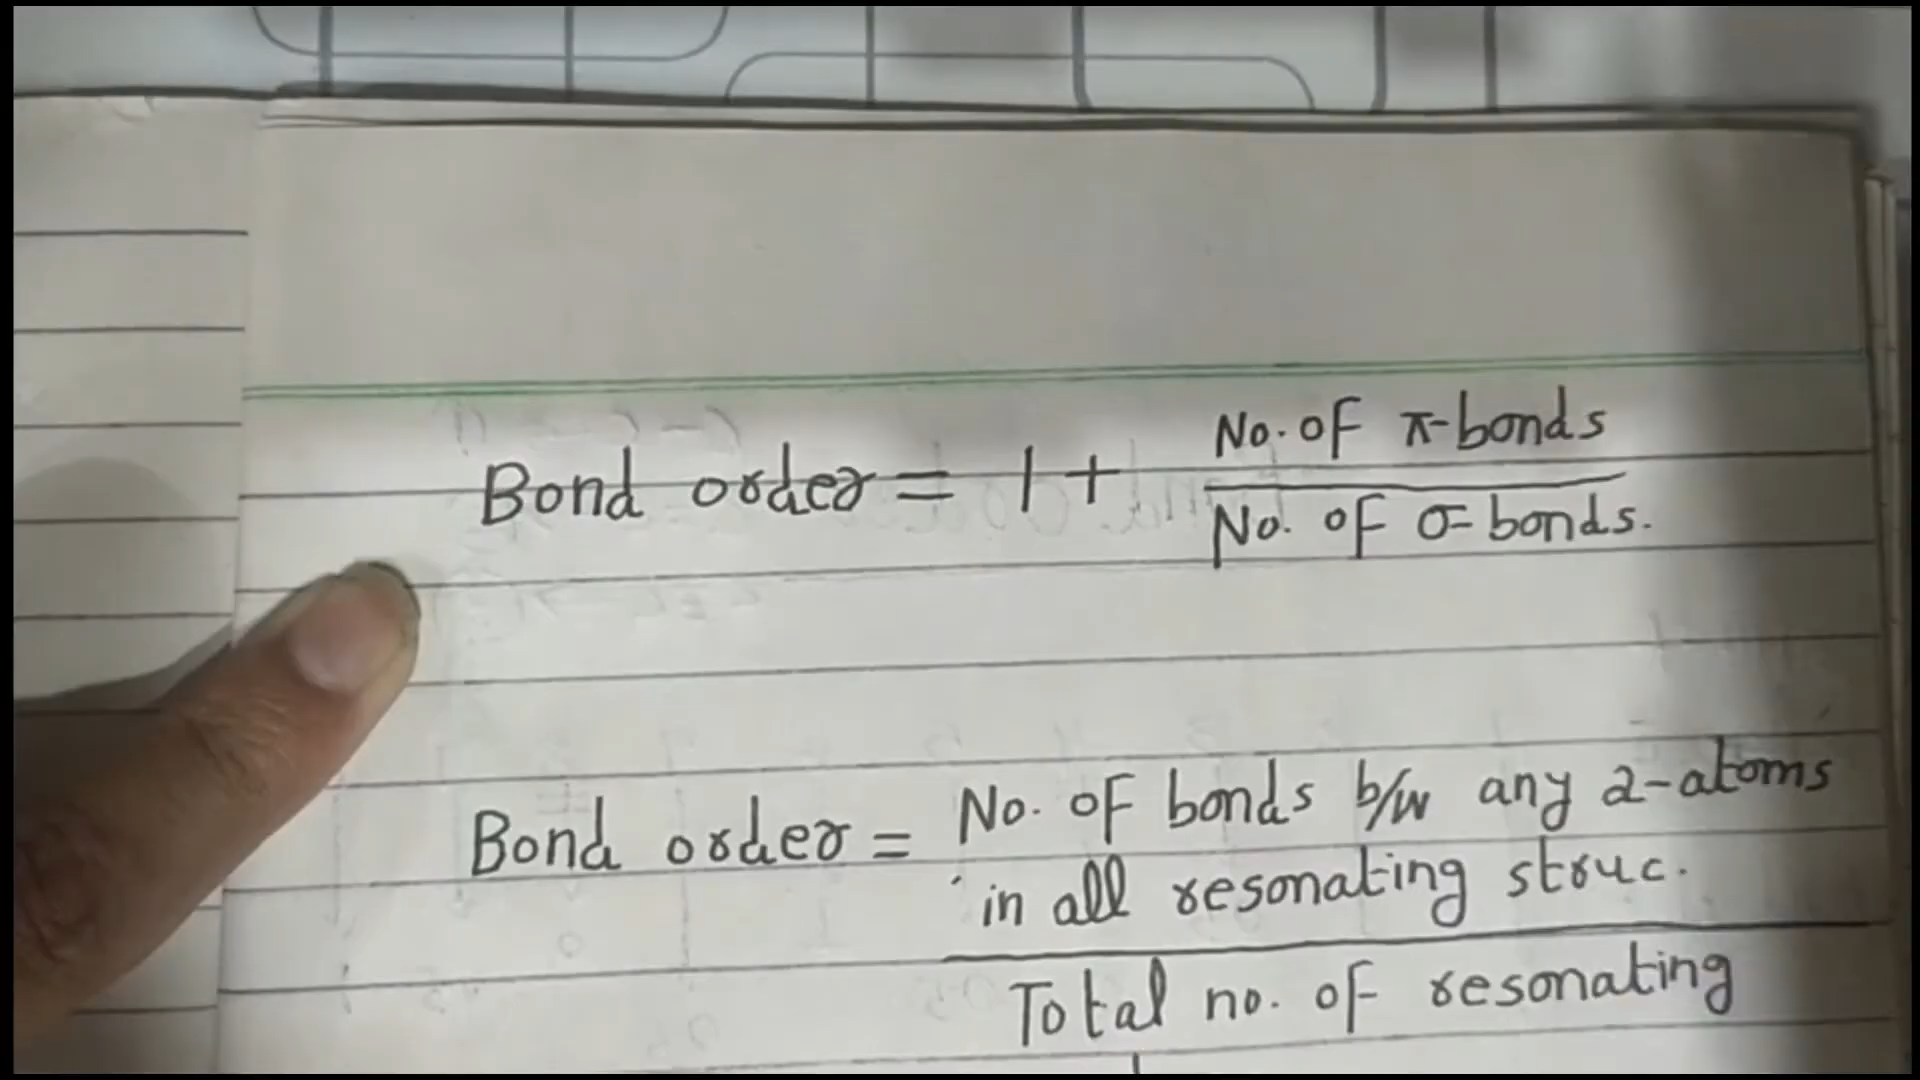 No. of π-bonds
Bond order = 1 +
No. of σ-bonds.
No. of bonds b/w any 2-atoms
Bond order =
in all resonating struc.
Total no. of resonating